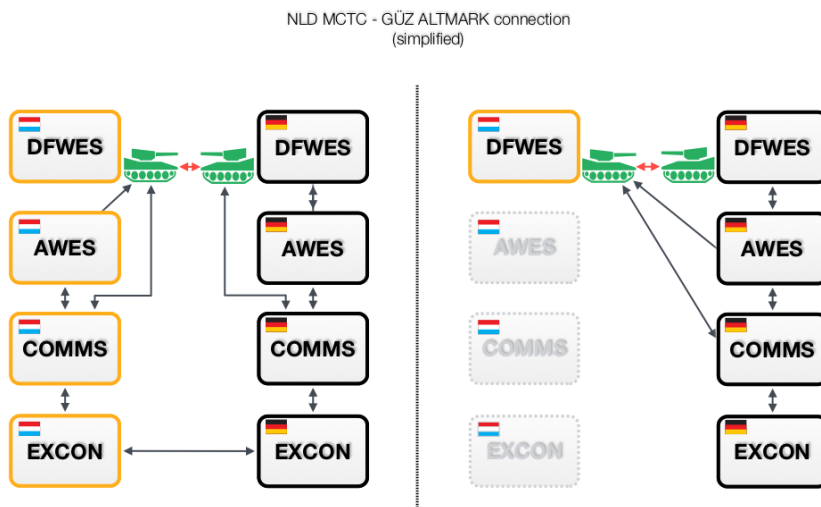 NLD MCTC - GÜZ ALTMARK connection
(simplified)
DFWES
DFWES
AWES
AWES
COMMS
COMMS
EXCON
EXCON
DFWES
DFWES
AWES
AWES
COMMS
COMMS
EXCON
EXCON